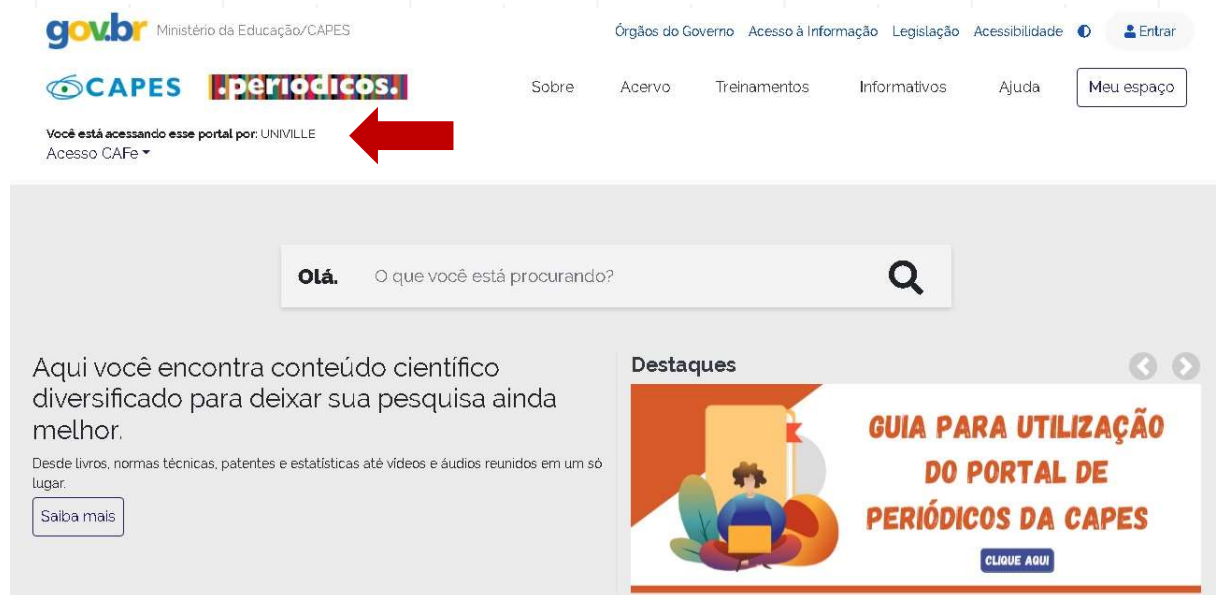 gov.br Ministério da Educação/CAPES Órgãos do Governo Acesso à Informação Legislação Acessibilidade Entrar
CAPES .periódicos. Sobre Acervo Treinamentos Informativos Ajuda Meu espaço
Você está acessando esse portal por: UNIVILLE
Acesso CAFe
Olá. O que você está procurando?
Aqui você encontra conteúdo científico
diversificado para deixar sua pesquisa ainda
melhor.
Desde livros, normas técnicas, patentes e estatísticas até vídeos e áudios reunidos em um só
lugar.
Saiba mais
Destaques
GUIA PARA UTILIZAÇÃO
DO PORTAL DE
PERIÓDICOS DA CAPES
CLIQUE AQUI